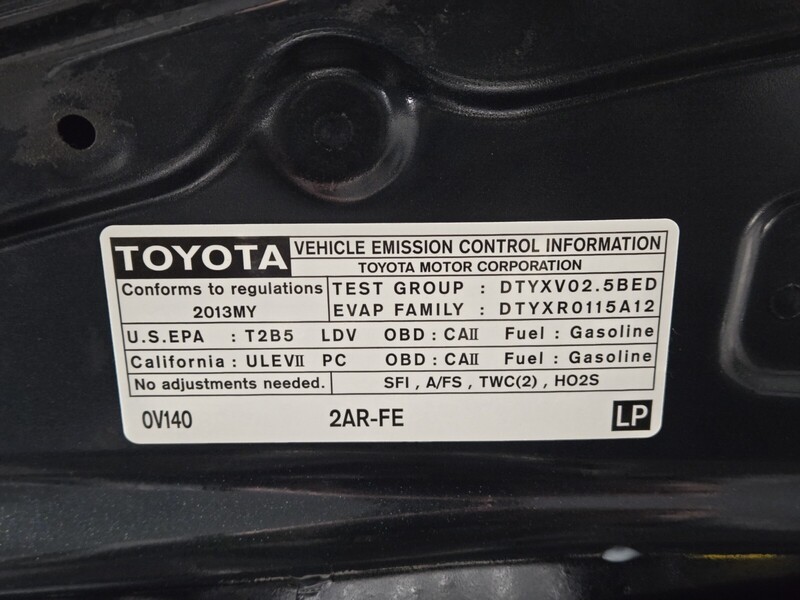 TOYOTA VEHICLE EMISSION CONTROL INFORMATION
TOYOTA MOTOR CORPORATION
Conforms to regulations TEST GROUP : DTYXV02.5BED
2013MY EVAP FAMILY : DTYXR0115A12
U.S.EPA : T2B5 LDV OBD : CAII Fuel : Gasoline
California : ULEVII PC OBD : CAII Fuel : Gasoline
No adjustments needed. SFI , A/FS , TWC(2) , HO2S
0V140 2AR-FE LP